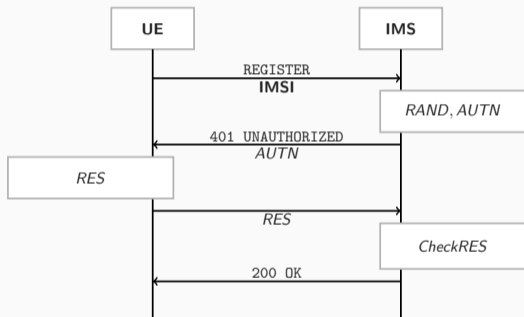 UE
IMS
REGISTER
IMSI
RAND, AUTN
401 UNAUTHORIZED
AUTN
RES
RES
CheckRES
200 OK